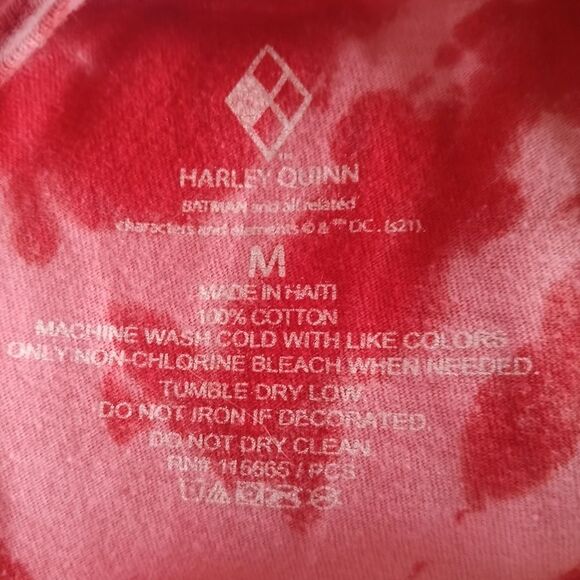 ™
HARLEY QUINN
BATMAN and all related
characters and elements © & ™ DC. (s21).
M
MADE IN HAITI
100% COTTON
MACHINE WASH COLD WITH LIKE COLORS
ONLY NON-CHLORINE BLEACH WHEN NEEDED.
TUMBLE DRY LOW.
DO NOT IRON IF DECORATED.
DO NOT DRY CLEAN
RN#: 115665 / PCS